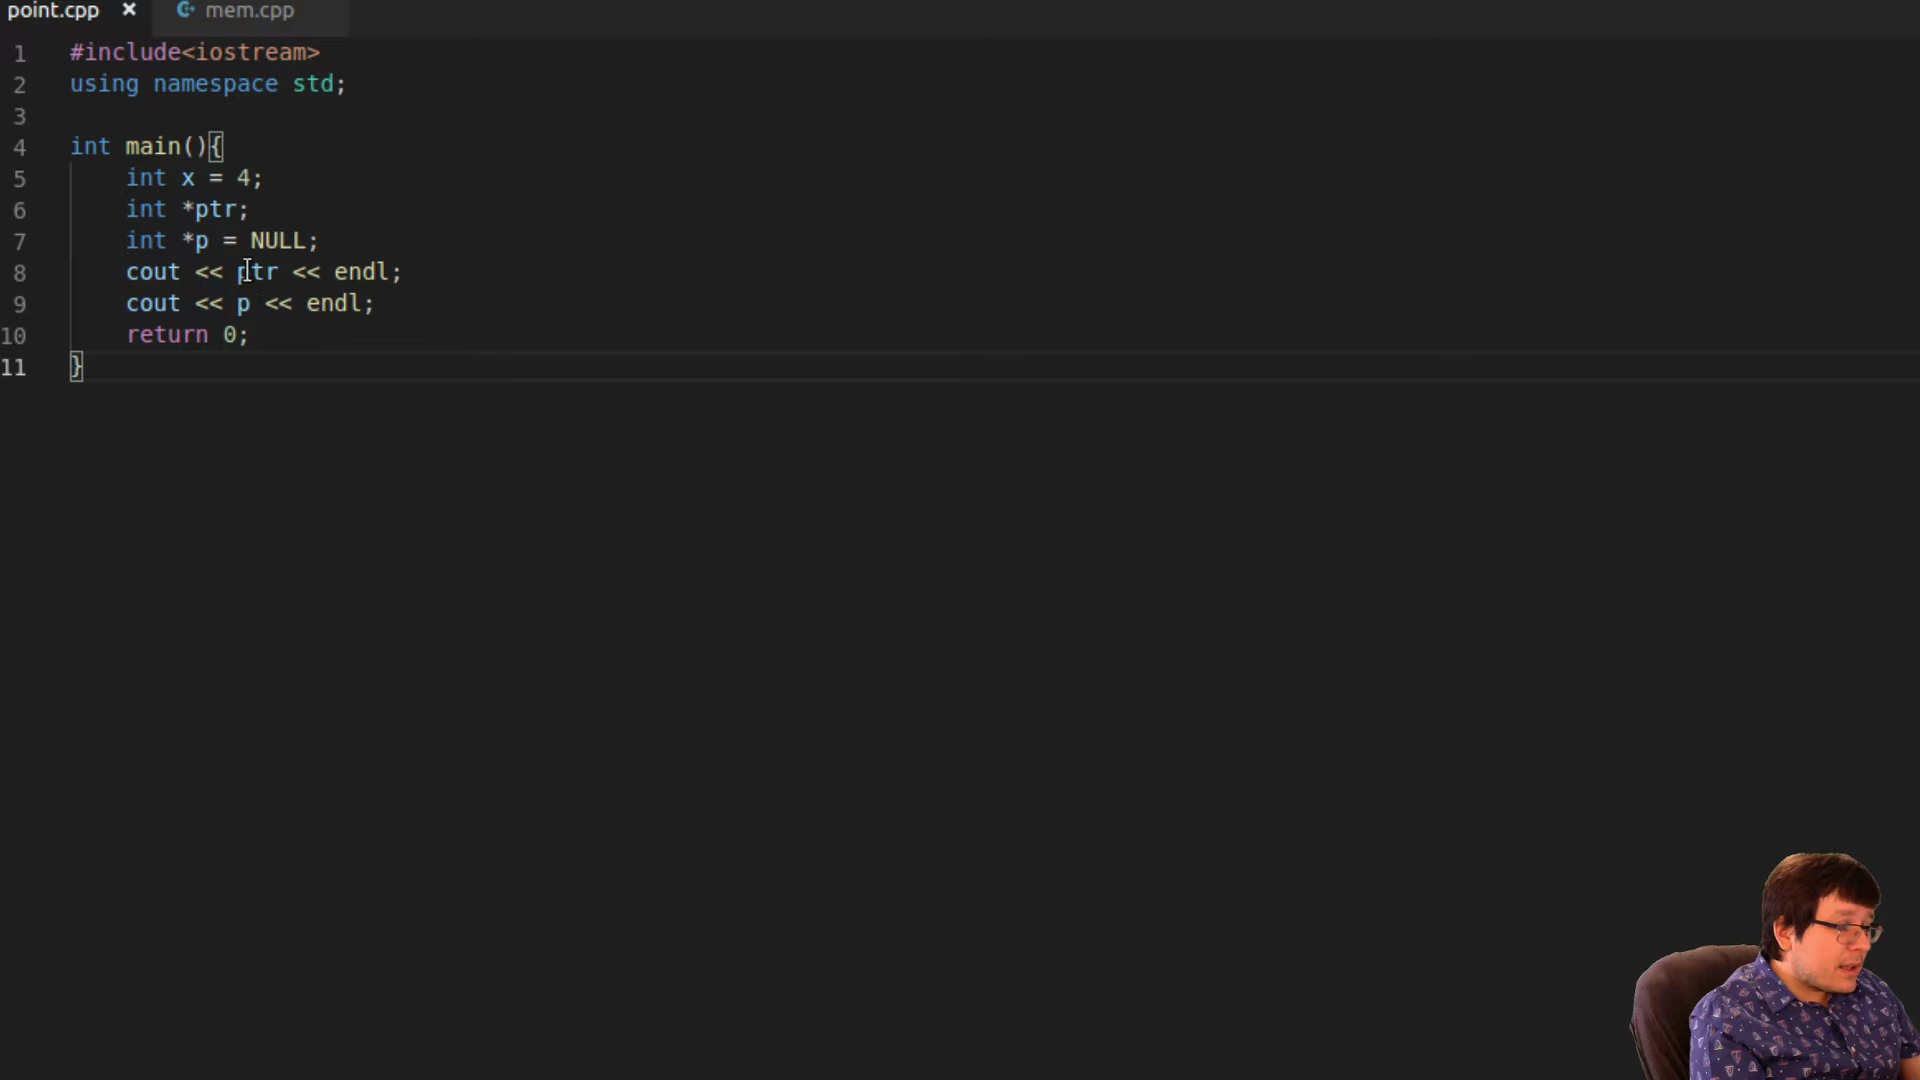 point.cpp × mem.cpp
1 #include<iostream>
2 using namespace std;
3
4 int main(){
5 int x = 4;
6 int *ptr;
7 int *p = NULL;
8 cout << ptr << endl;
9 cout << p << endl;
10 return 0;
11 }